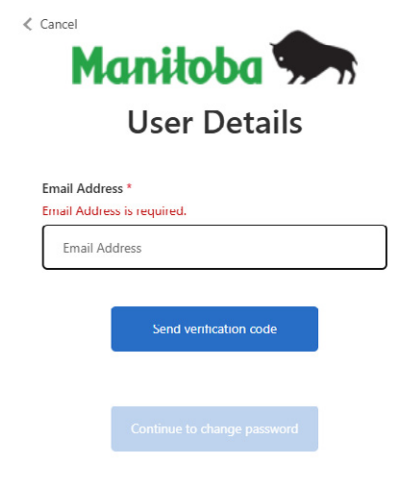 Cancel
Manitoba
User Details
Email Address *
Email Address is required.
Email Address
Send verification code
Continue to change password